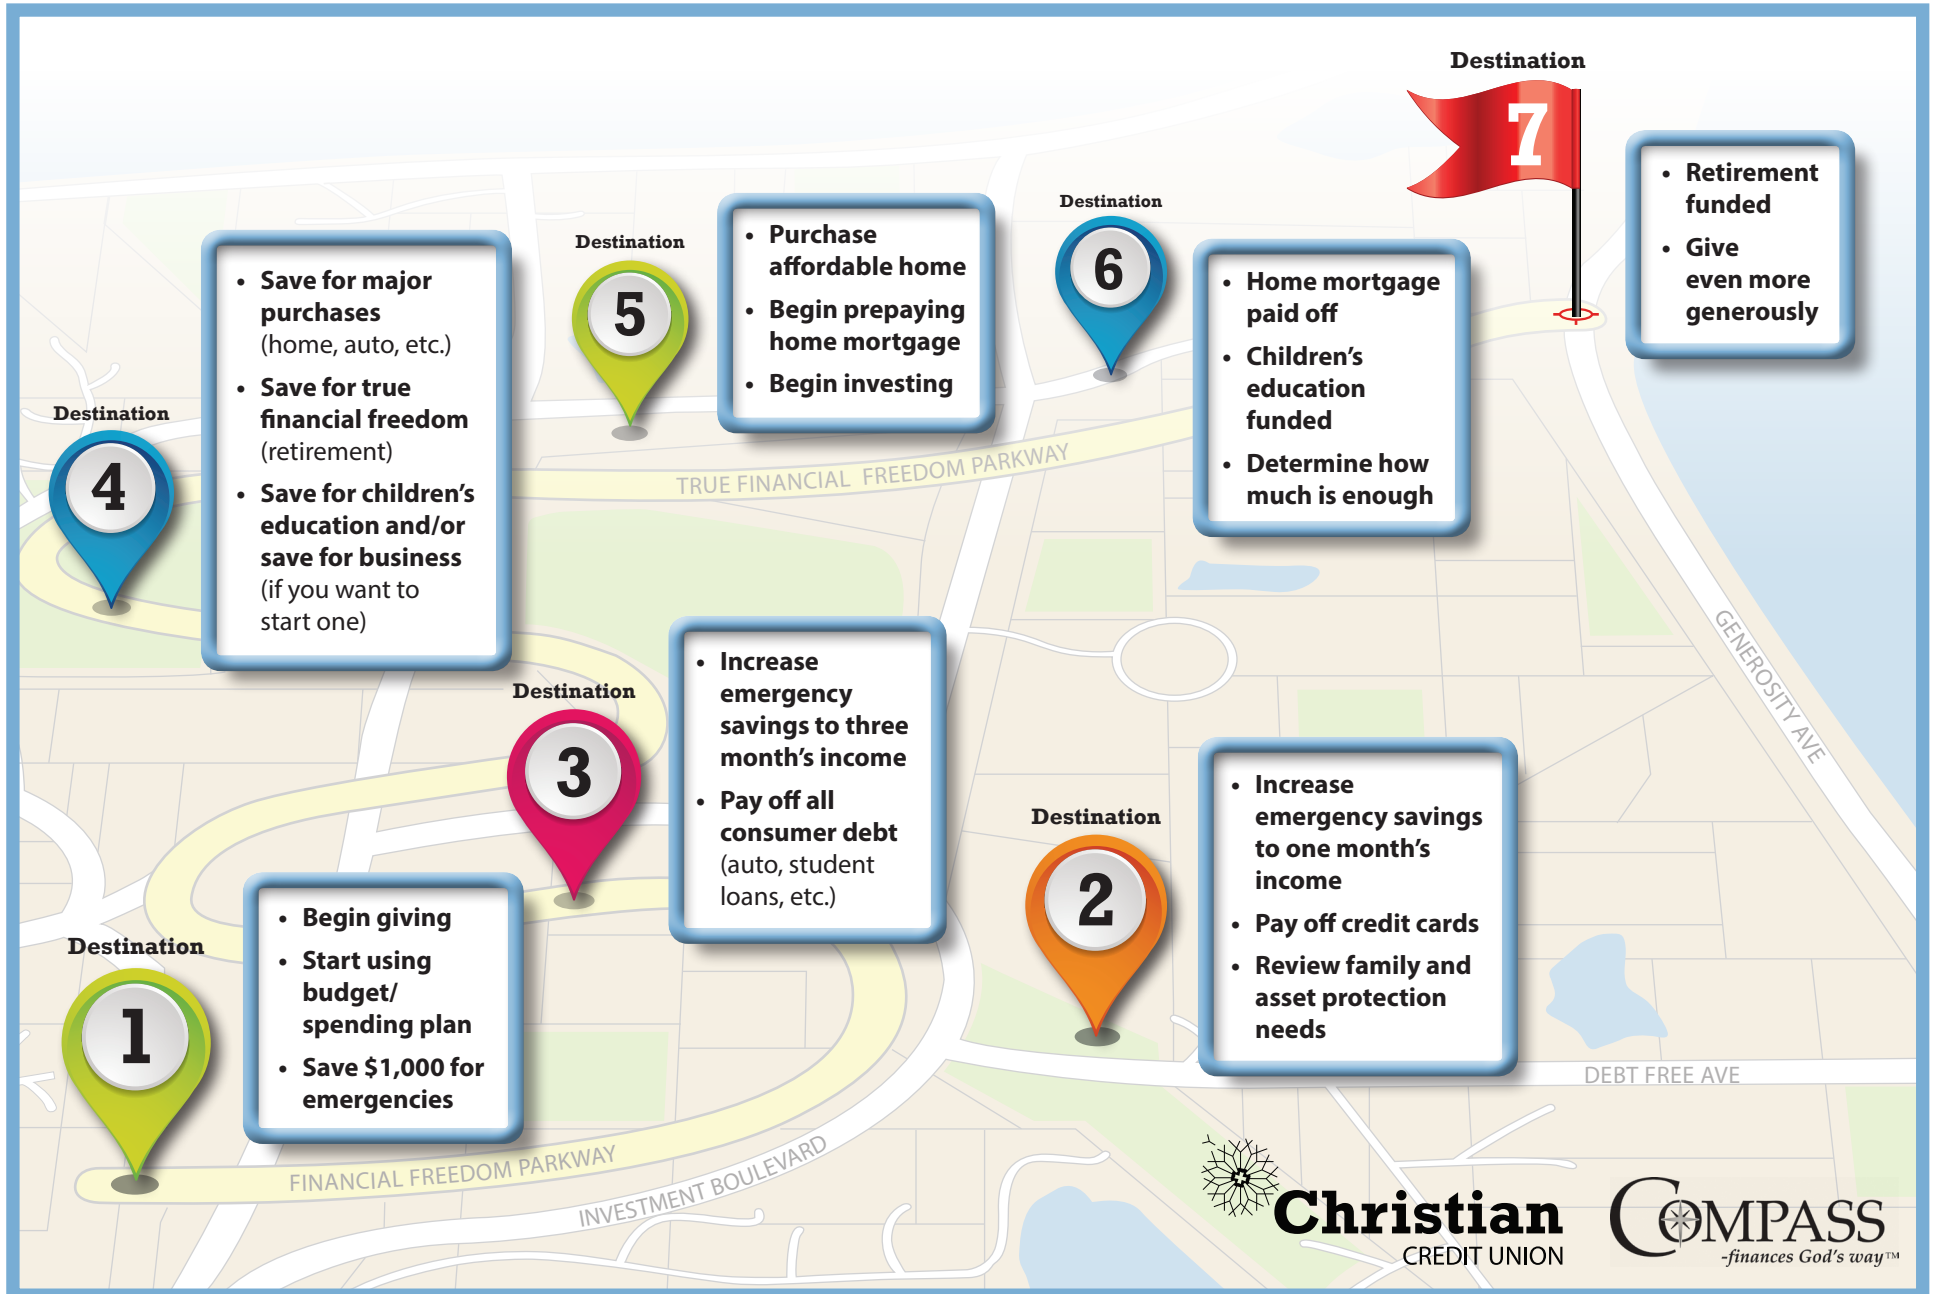 Destination
1
• Begin giving
• Start using
budget/
spending plan
• Save $1,000 for
emergencies
Destination
2
• Increase
emergency savings
to one month’s
income
• Pay off credit cards
• Review family and
asset protection
needs
Destination
3
• Increase
emergency
savings to three
month’s income
• Pay off all
consumer debt
(auto, student
loans, etc.)
Destination
4
• Save for major
purchases
(home, auto, etc.)
• Save for true
financial freedom
(retirement)
• Save for children’s
education and/or
save for business
(if you want to
start one)
Destination
5
• Purchase
affordable home
• Begin prepaying
home mortgage
• Begin investing
Destination
6
• Home mortgage
paid off
• Children’s
education
funded
• Determine how
much is enough
Destination
7
• Retirement
funded
• Give
even more
generously
TRUE FINANCIAL FREEDOM PARKWAY
GENEROSITY AVE
DEBT FREE AVE
FINANCIAL FREEDOM PARKWAY
INVESTMENT BOULEVARD
Christian
CREDIT UNION
COMPASS
-finances God’s way™